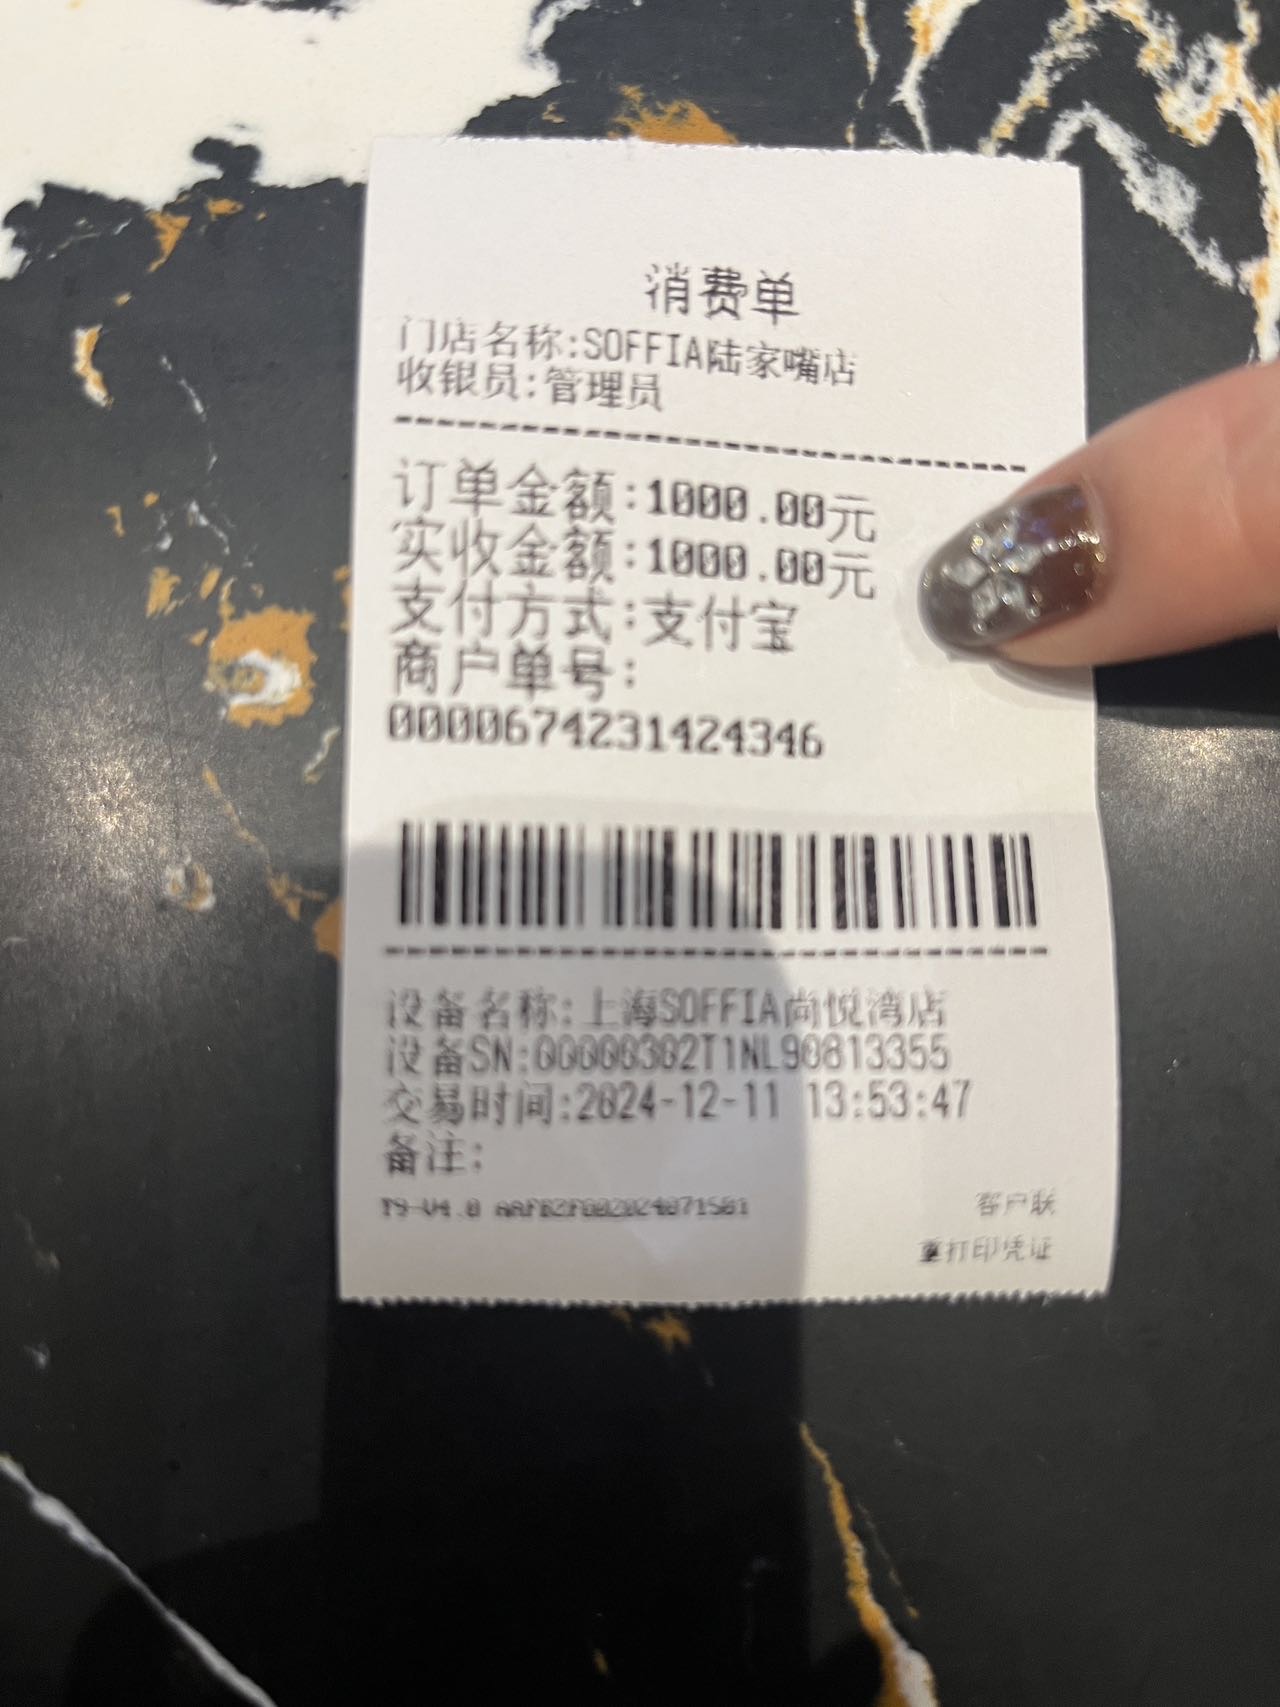 消费单
门店名称:SOFFIA陆家嘴店
收银员:管理员
订单金额:1000.00元
实收金额:1000.00元
支付方式:支付宝
商户单号:
0000674231424346
设备名称:上海SOFFIA尚悦湾店
设备SN:00000302T1NL90813355
交易时间:2024-12-11 13:53:47
备注:
T9-V4.0
客户联
重打印凭证